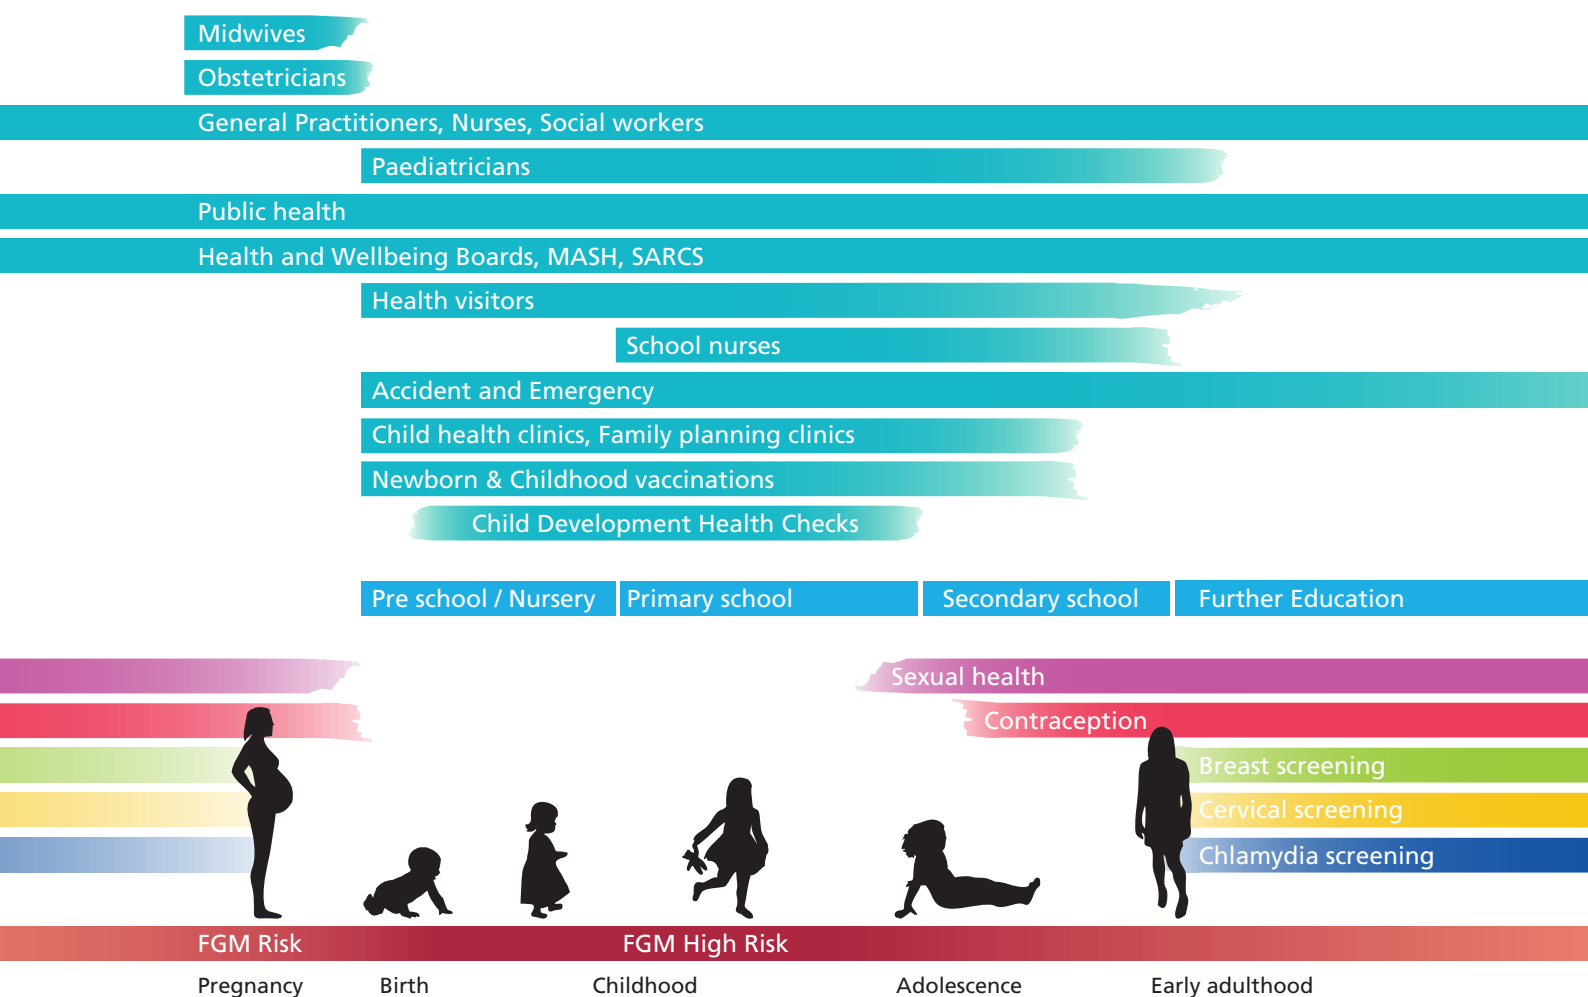 Midwives
Obstetricians
General Practitioners, Nurses, Social workers
Paediatricians
Public health
Health and Wellbeing Boards, MASH, SARCS
Health visitors
School nurses
Accident and Emergency
Child health clinics, Family planning clinics
Newborn & Childhood vaccinations
Child Development Health Checks
Pre school / Nursery
Primary school
Secondary school
Further Education
Sexual health
Contraception
Breast screening
Cervical screening
Chlamydia screening
FGM Risk
FGM High Risk
Pregnancy
Birth
Childhood
Adolescence
Early adulthood